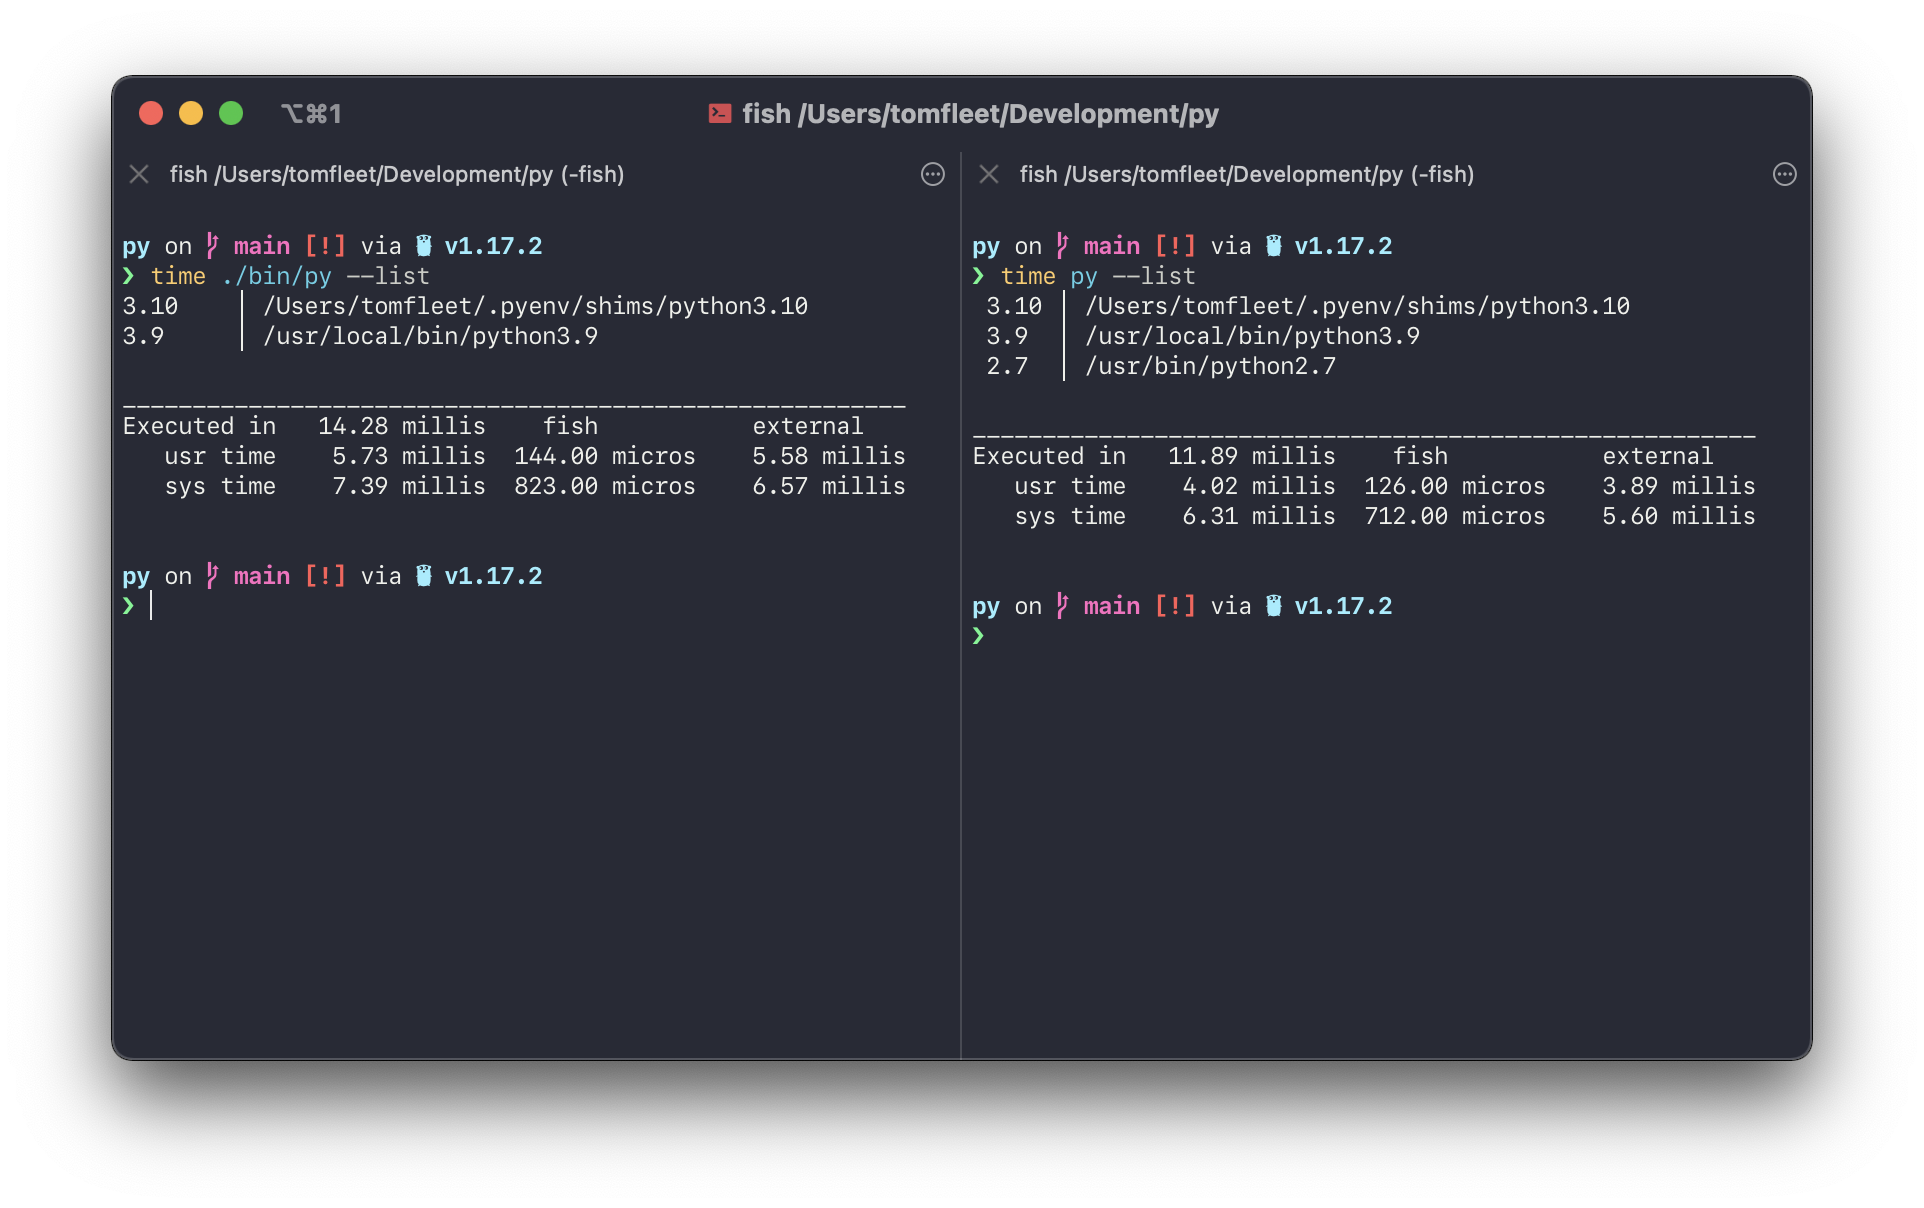 ⌥⌘1
fish /Users/tomfleet/Development/py
fish /Users/tomfleet/Development/py (-fish)
py on main [!] via v1.17.2
❯ time ./bin/py --list
3.10 │ /Users/tomfleet/.pyenv/shims/python3.10
3.9 │ /usr/local/bin/python3.9
________________________________________________________
Executed in 14.28 millis fish external
usr time 5.73 millis 144.00 micros 5.58 millis
sys time 7.39 millis 823.00 micros 6.57 millis
py on main [!] via v1.17.2
❯
fish /Users/tomfleet/Development/py (-fish)
py on main [!] via v1.17.2
❯ time py --list
3.10 │ /Users/tomfleet/.pyenv/shims/python3.10
3.9 │ /usr/local/bin/python3.9
2.7 │ /usr/bin/python2.7
________________________________________________________
Executed in 11.89 millis fish external
usr time 4.02 millis 126.00 micros 3.89 millis
sys time 6.31 millis 712.00 micros 5.60 millis
py on main [!] via v1.17.2
❯